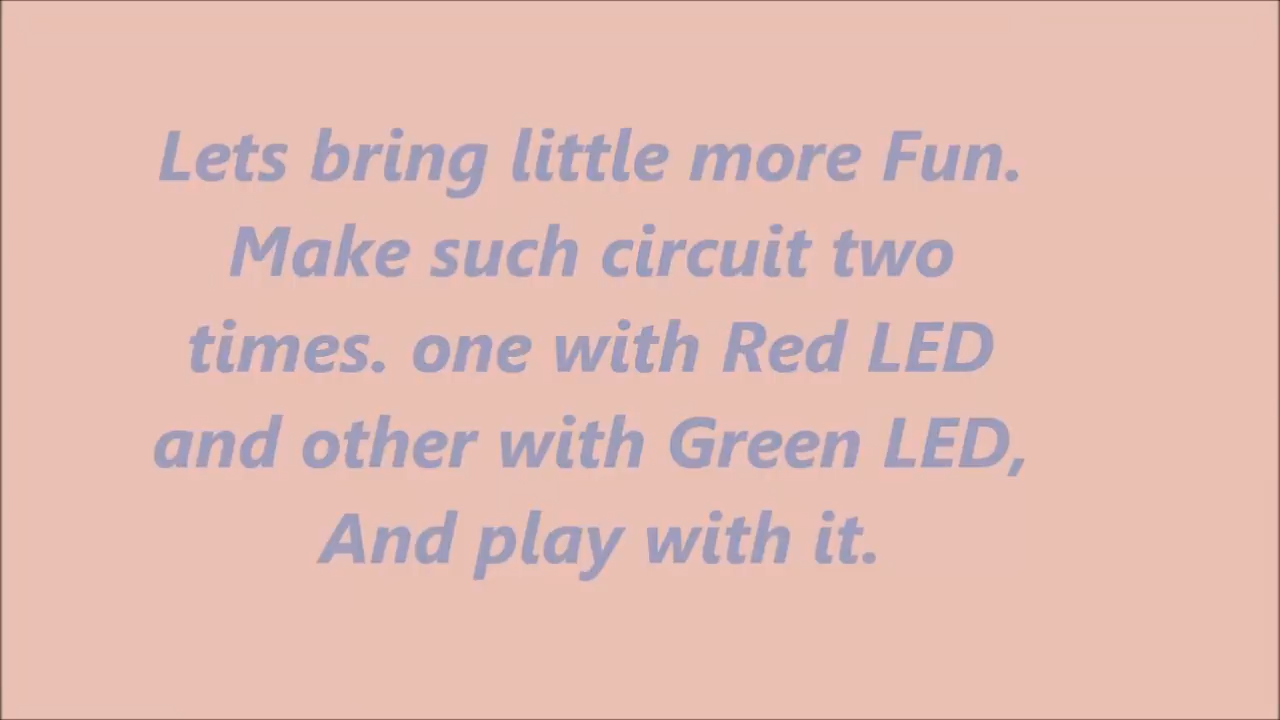 Lets bring little more Fun.
Make such circuit two
times. one with Red LED
and other with Green LED,
And play with it.